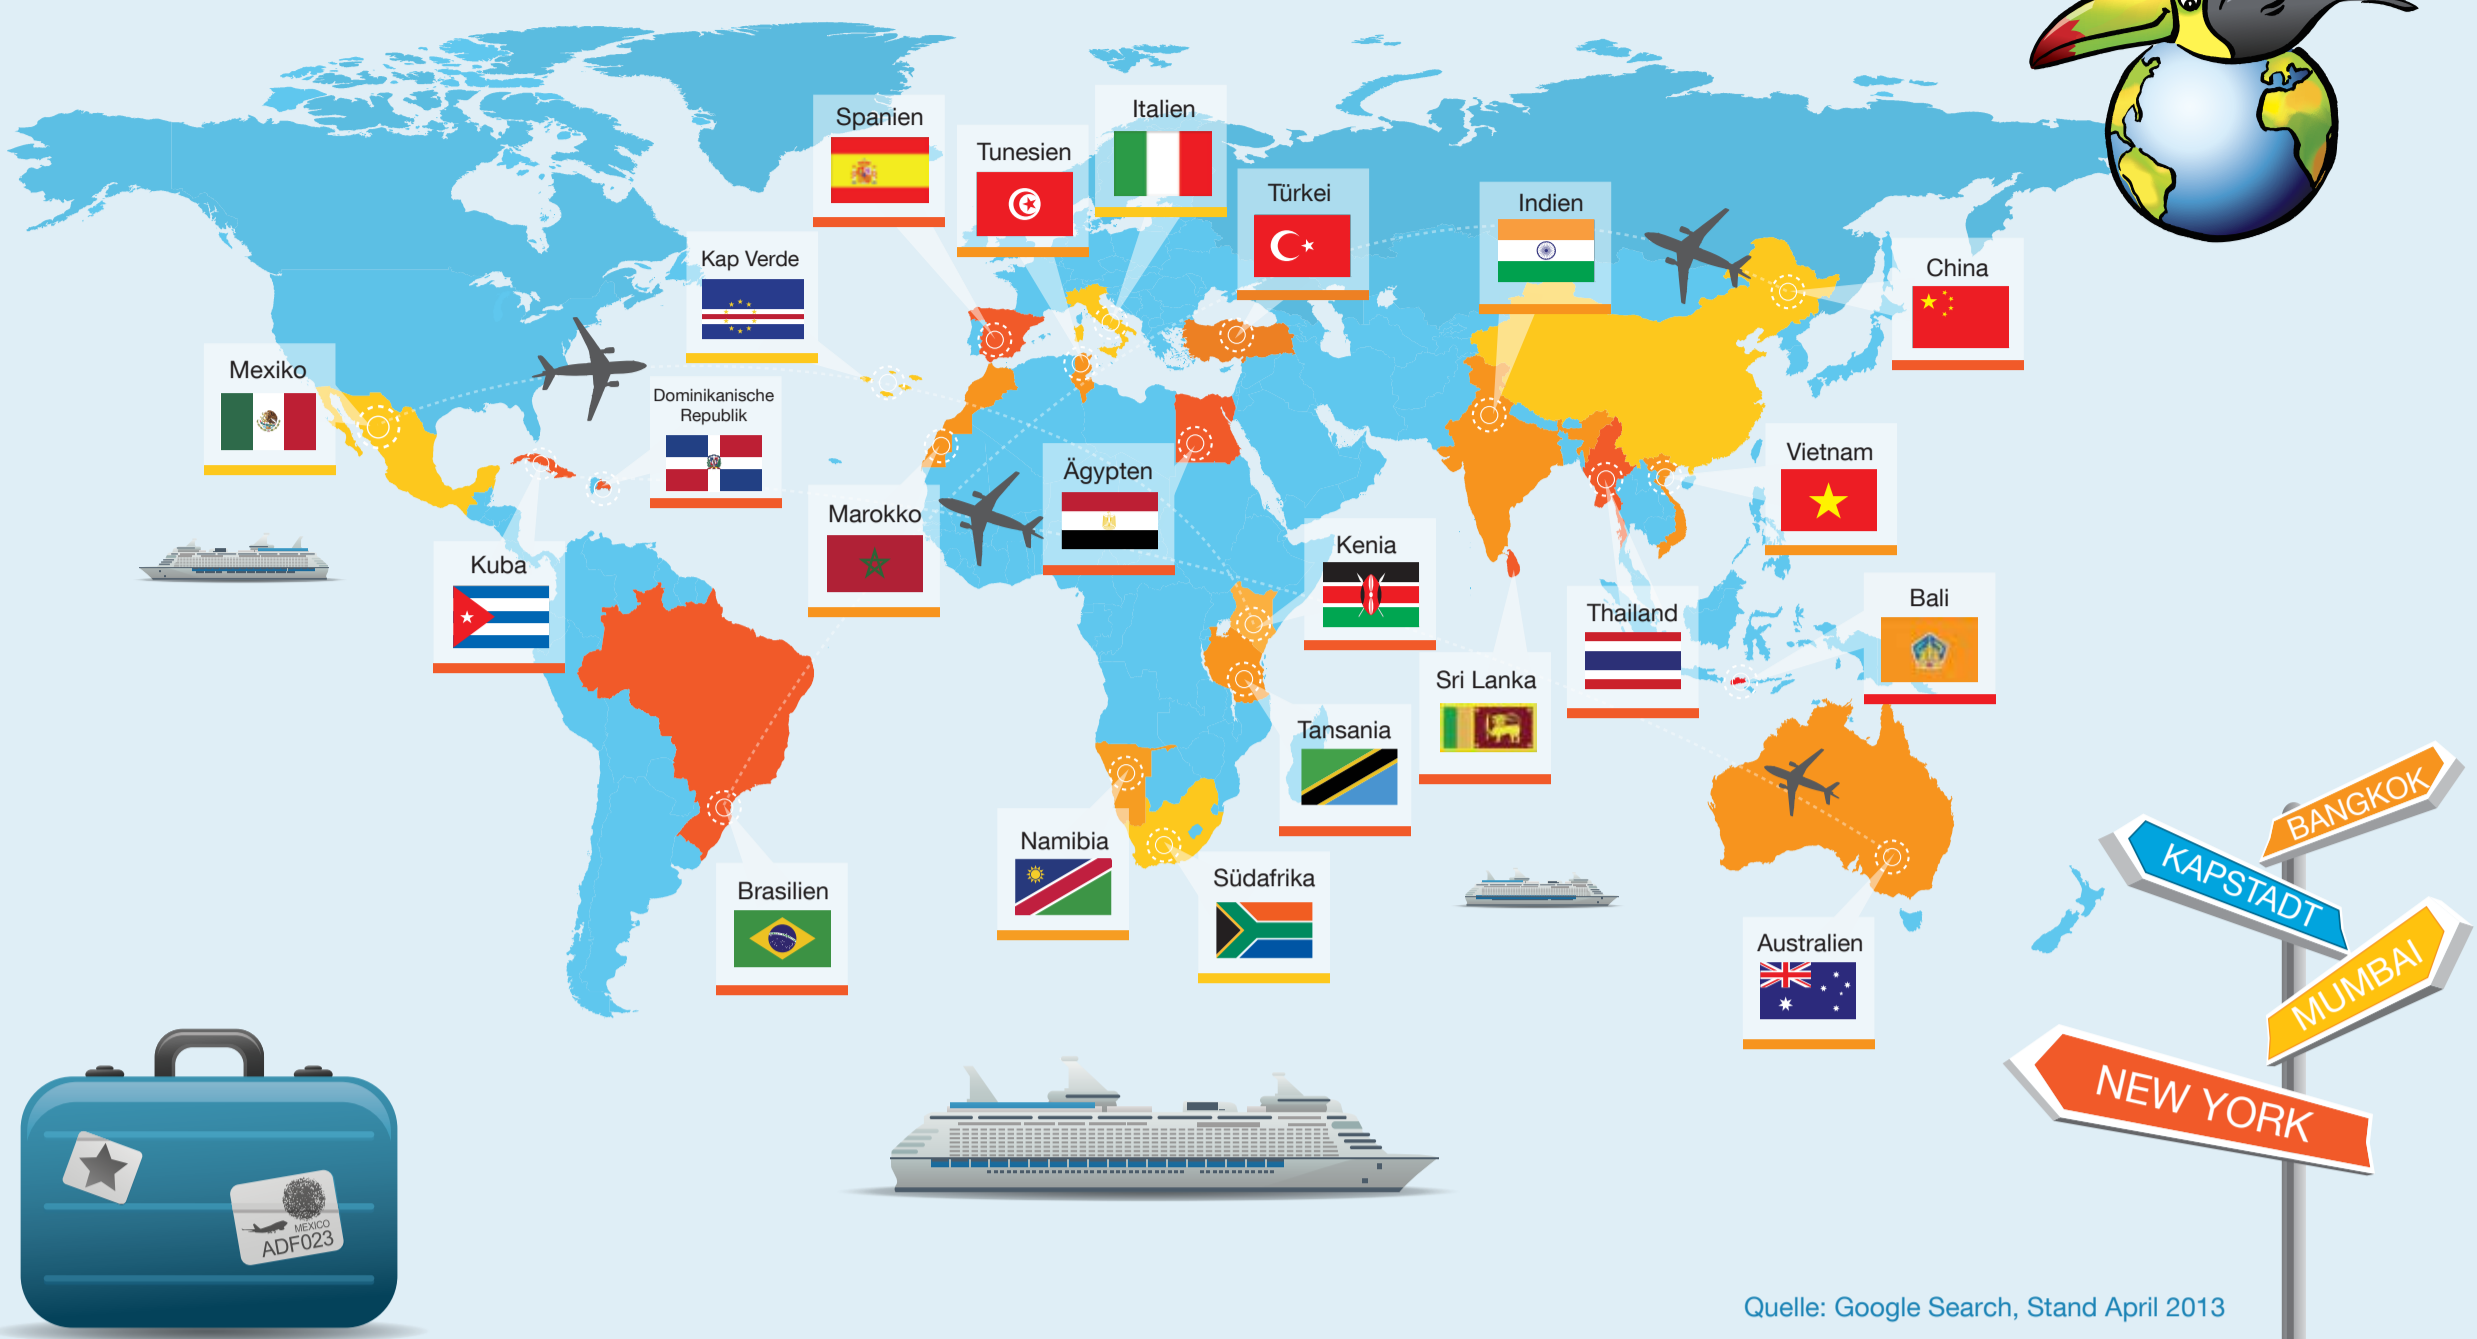 Spanien
Italien
Tunesien
Türkei
Indien
Kap Verde
China
Mexiko
Dominikanische
Republik
Vietnam
Ägypten
Marokko
Kenia
Kuba
Thailand
Bali
Sri Lanka
Tansania
Namibia
Südafrika
Brasilien
Australien
BANGKOK
KAPSTADT
MUMBAI
NEW YORK
MEXICO
ADF023
Quelle: Google Search, Stand April 2013